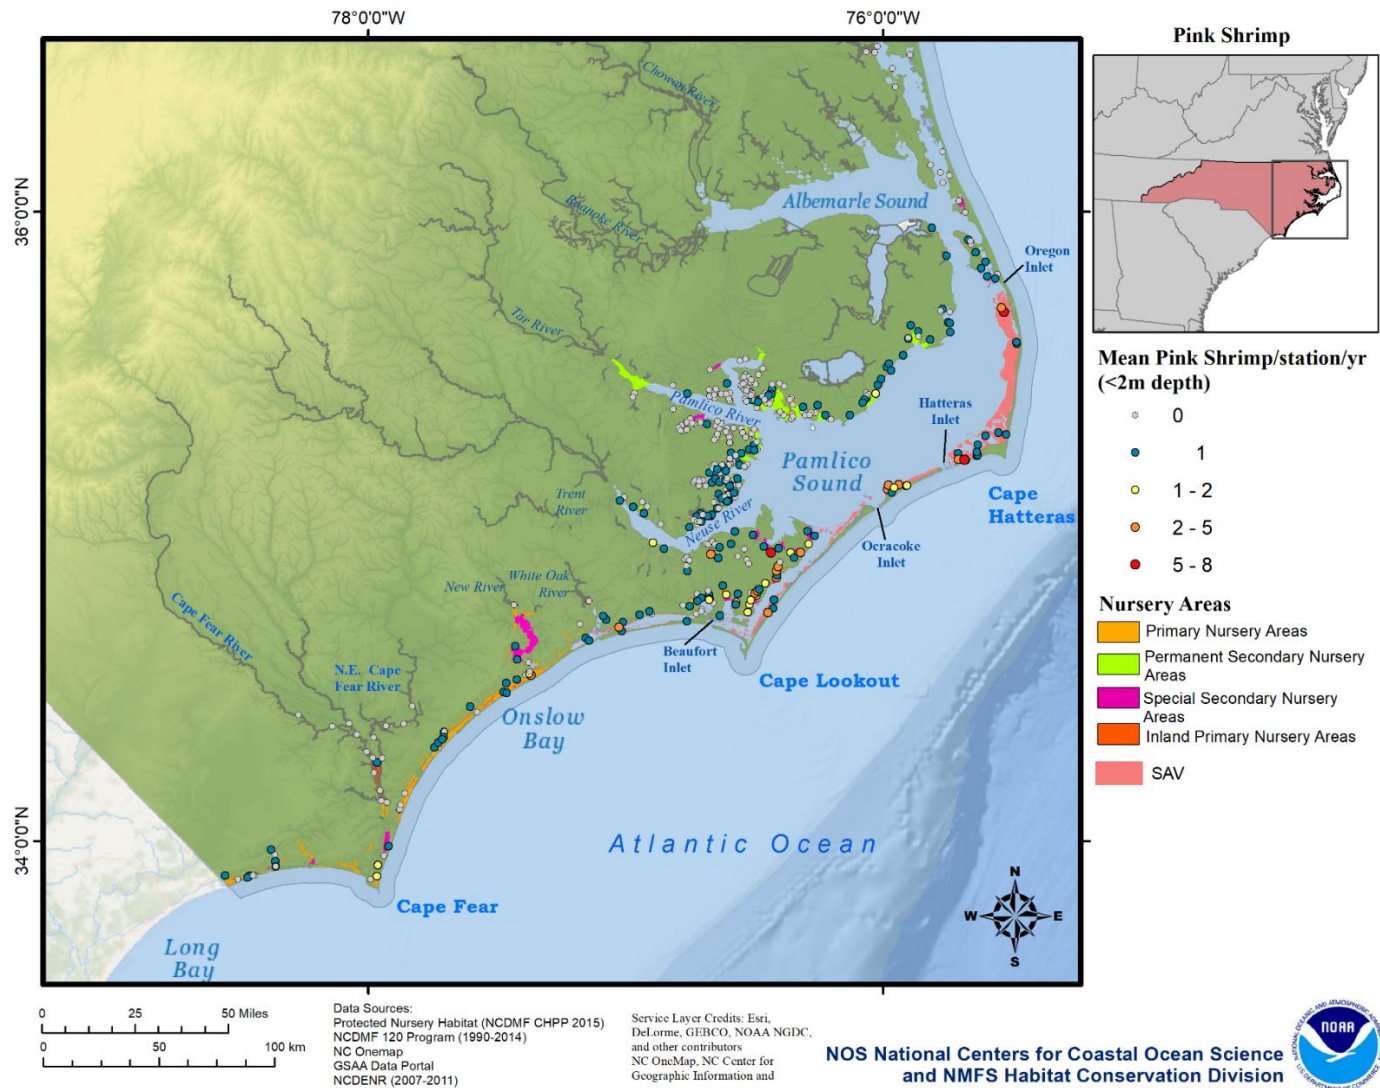 78°0'0"W
76°0'0"W
36°0'0"N
34°0'0"N
Chowan River
Roanoke River
Albemarle Sound
Oregon
Inlet
Tar River
Pamlico River
Hatteras
Inlet
Pamlico
Sound
Cape
Hatteras
Trent
River
Neuse River
Ocracoke
Inlet
New River
White Oak
River
Cape Fear River
N.E. Cape
Fear River
Beaufort
Inlet
Cape Lookout
Onslow
Bay
Atlantic Ocean
Cape Fear
Long
Bay
N
W
E
S
Pink Shrimp
Mean Pink Shrimp/station/yr
(<2m depth)
0
1
1 - 2
2 - 5
5 - 8
Nursery Areas
Primary Nursery Areas
Permanent Secondary Nursery
Areas
Special Secondary Nursery
Areas
Inland Primary Nursery Areas
SAV
0 25 50 Miles
0 50 100 km
Data Sources:
Protected Nursery Habitat (NCDMF CHPP 2015)
NCDMF 120 Program (1990-2014)
NC Onemap
GSAA Data Portal
NCDENR (2007-2011)
Service Layer Credits: Esri,
DeLorme, GEBCO, NOAA NGDC,
and other contributors
NC OneMap, NC Center for
Geographic Information and
NOS National Centers for Coastal Ocean Science
and NMFS Habitat Conservation Division
NOAA